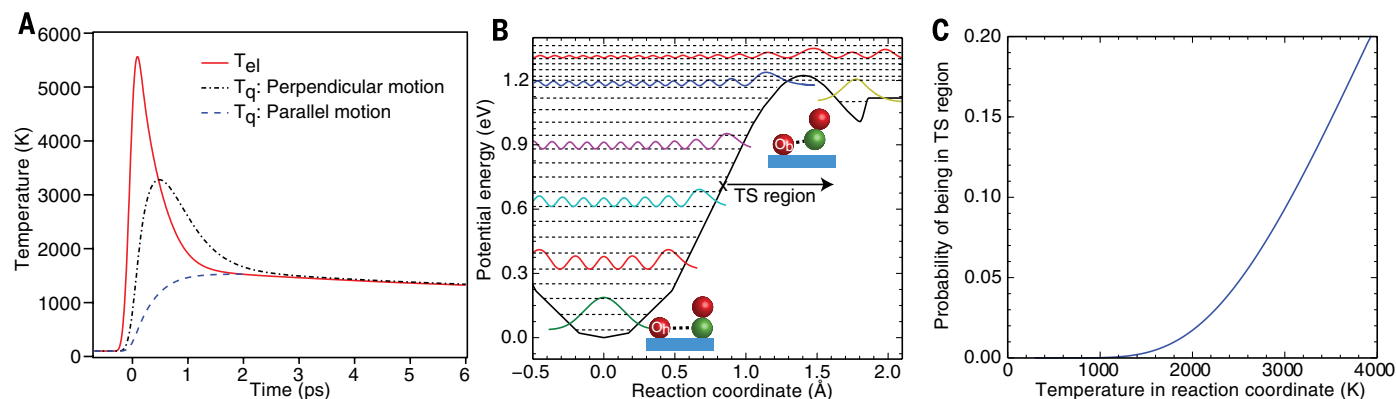 A
Temperature (K)
6000
5000
4000
3000
2000
1000
0
T_el
T_q: Perpendicular motion
T_q: Parallel motion
0
1
2
3
4
5
6
Time (ps)
B
Potential energy (eV)
1.2
0.9
0.6
0.3
0.0
O_b
x
TS region
−0.5
0.0
0.5
1.0
1.5
2.0
Reaction coordinate (Å)
C
Probability of being in TS region
0.20
0.15
0.10
0.05
0.00
0
1000
2000
3000
4000
Temperature in reaction coordinate (K)